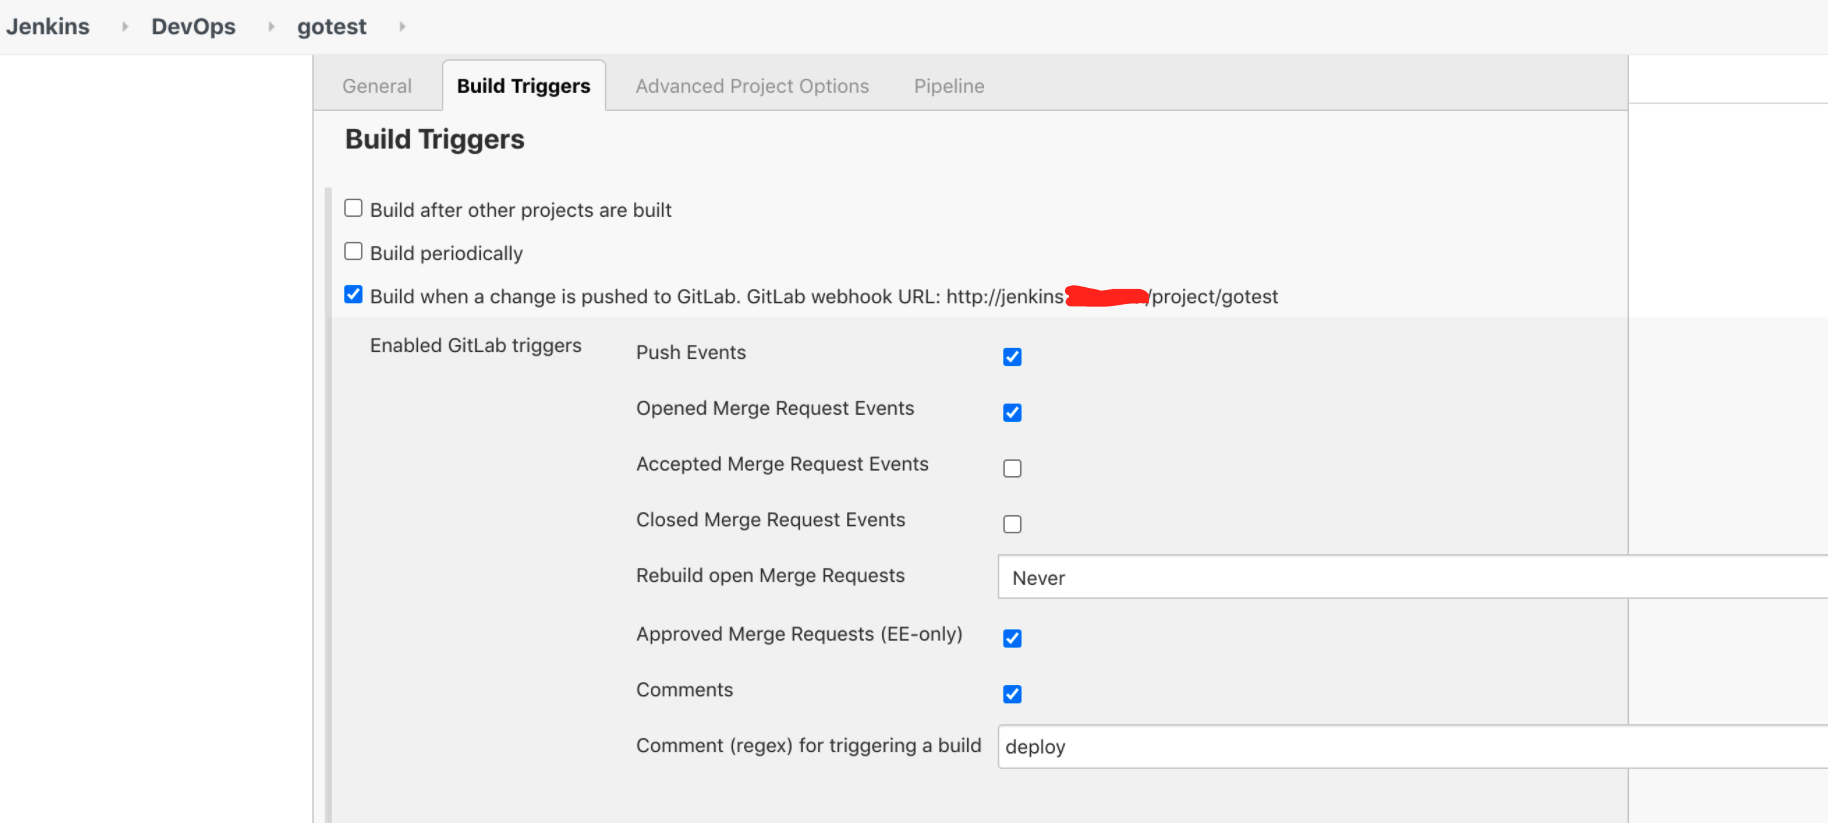 Jenkins DevOps gotest
General Build Triggers Advanced Project Options Pipeline
Build Triggers
Build after other projects are built
Build periodically
Build when a change is pushed to GitLab. GitLab webhook URL: http://jenkins /project/gotest
Enabled GitLab triggers
Push Events
Opened Merge Request Events
Accepted Merge Request Events
Closed Merge Request Events
Rebuild open Merge Requests Never
Approved Merge Requests (EE-only)
Comments
Comment (regex) for triggering a build deploy